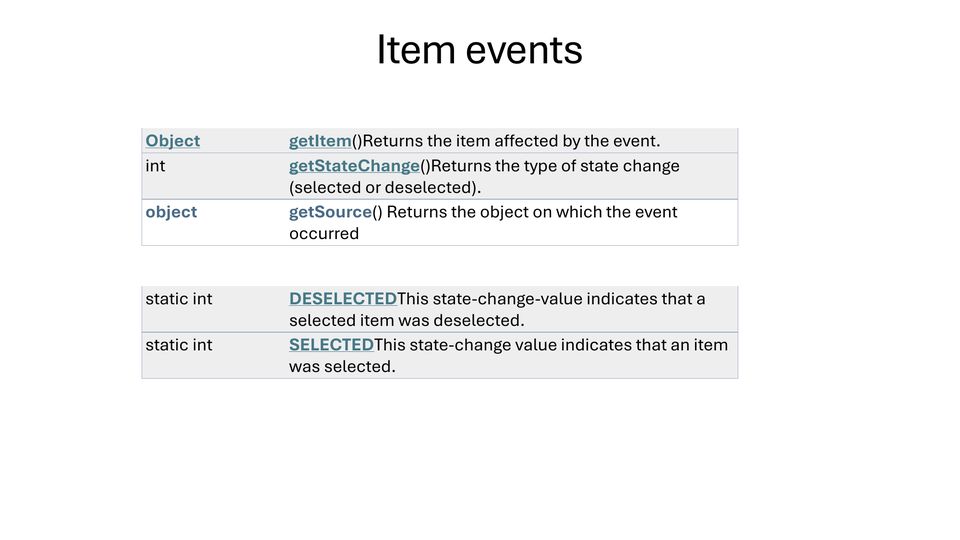 Item events
Object getItem()Returns the item affected by the event.
int getStateChange()Returns the type of state change
(selected or deselected).
object getSource() Returns the object on which the event
occurred
static int DESELECTEDThis state-change-value indicates that a
selected item was deselected.
static int SELECTEDThis state-change value indicates that an item
was selected.